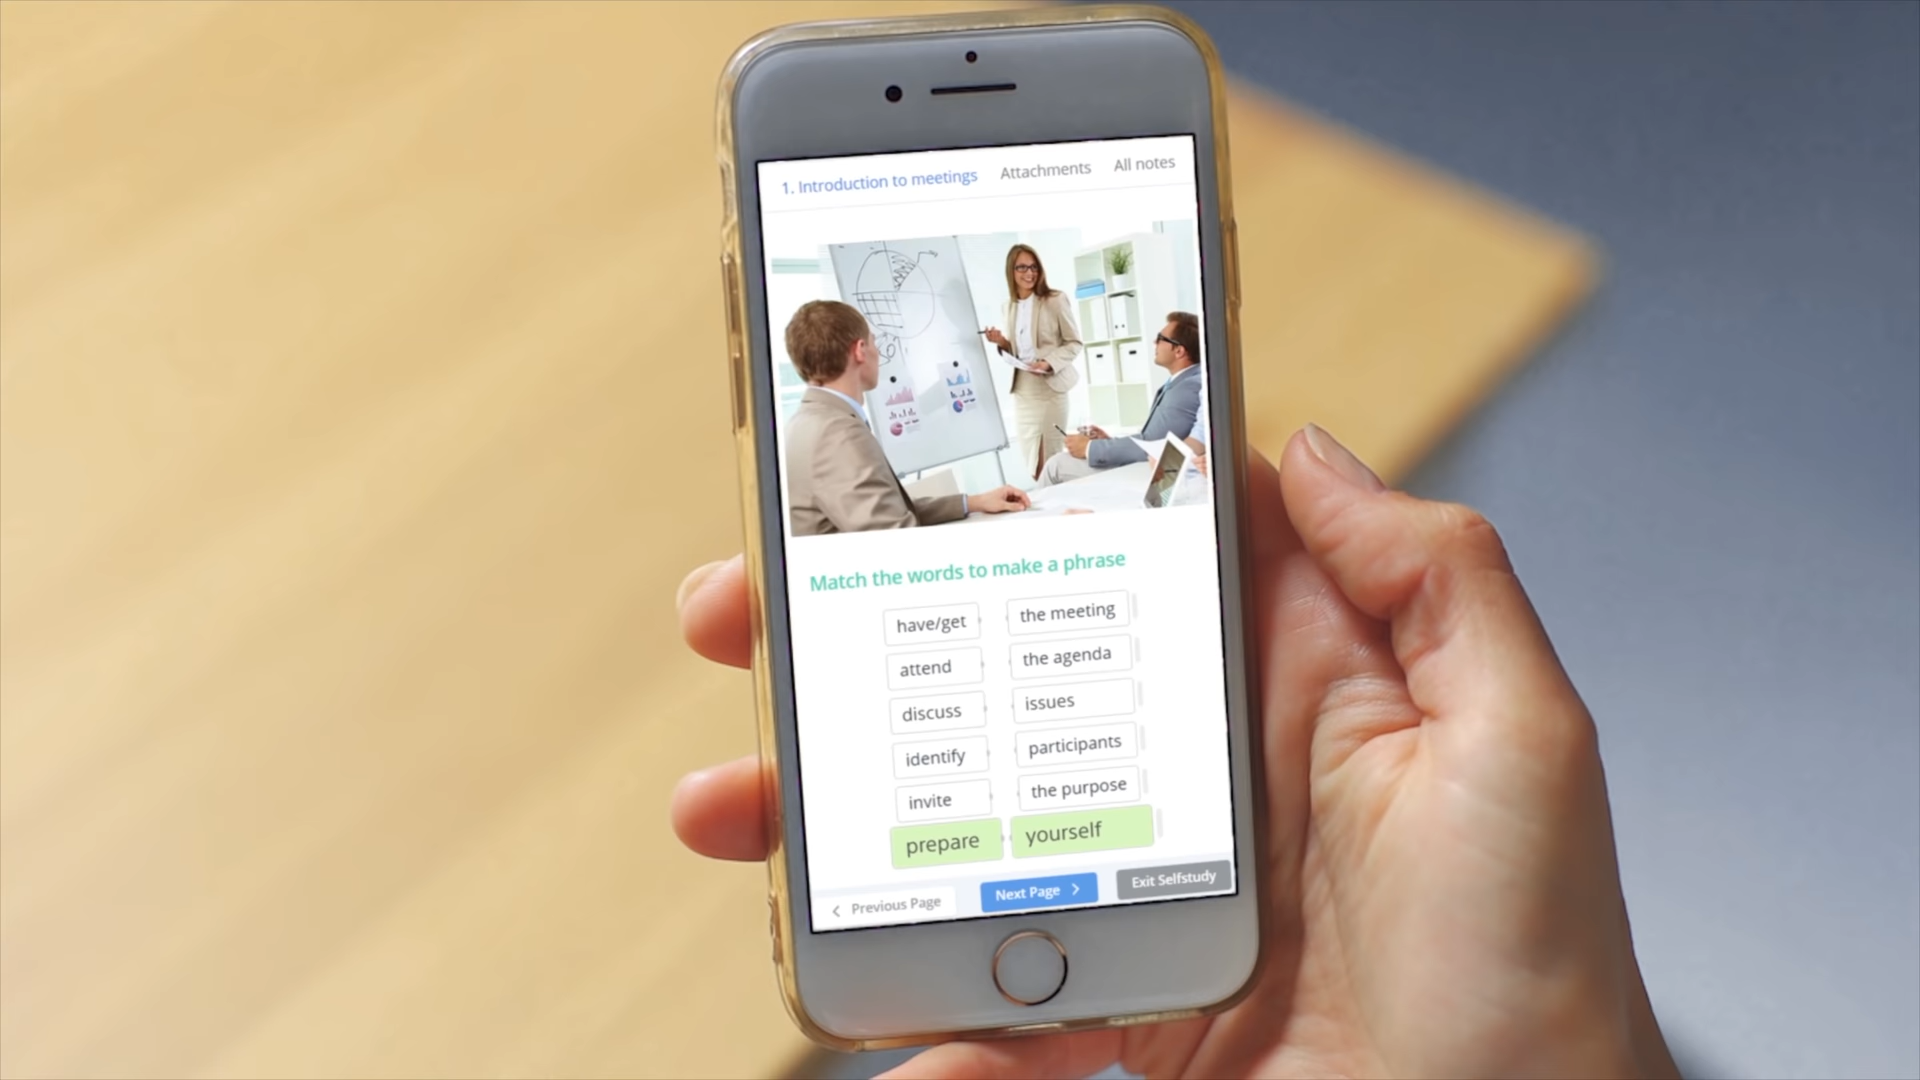 1. Introduction to meetings Attachments All notes
Match the words to make a phrase
have/get the meeting
attend the agenda
discuss issues
identify participants
invite the purpose
prepare yourself
Previous Page Next Page Exit Selfstudy